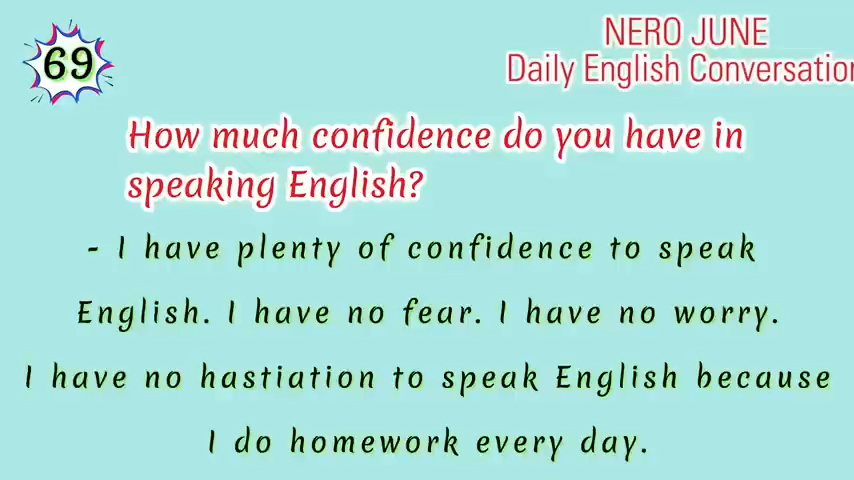 69
NERO JUNE
Daily English Conversation
How much confidence do you have in
speaking English?
- I have plenty of confidence to speak
English. I have no fear. I have no worry.
I have no hastiation to speak English because
I do homework every day.